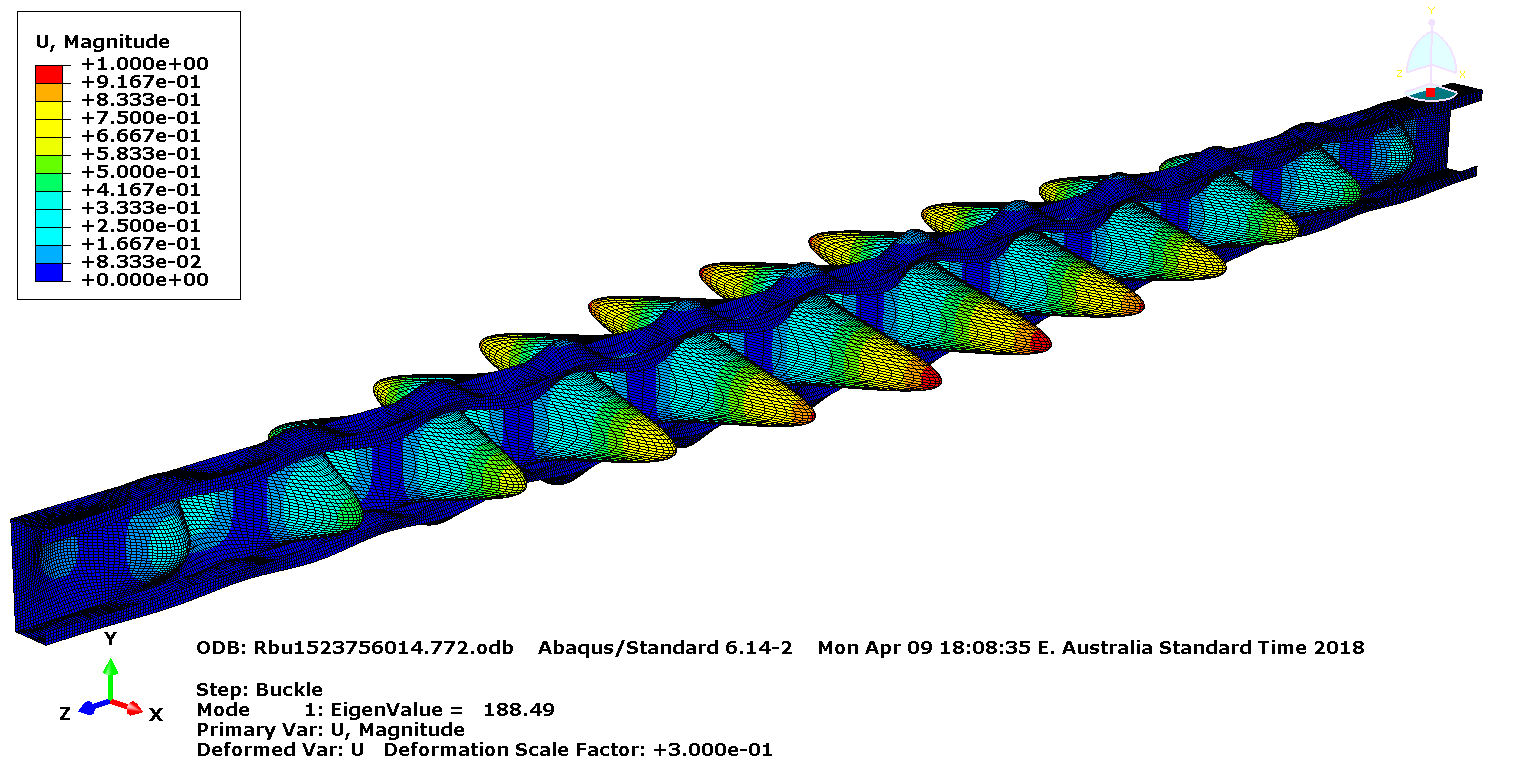 U, Magnitude
+1.000e+00
+9.167e-01
+8.333e-01
+7.500e-01
+6.667e-01
+5.833e-01
+5.000e-01
+4.167e-01
+3.333e-01
+2.500e-01
+1.667e-01
+8.333e-02
+0.000e+00
Y
Z X
Y
Z X
ODB: Rbu1523756014.772.odb Abaqus/Standard 6.14-2 Mon Apr 09 18:08:35 E. Australia Standard Time 2018
Step: Buckle
Mode 1: EigenValue = 188.49
Primary Var: U, Magnitude
Deformed Var: U Deformation Scale Factor: +3.000e-01